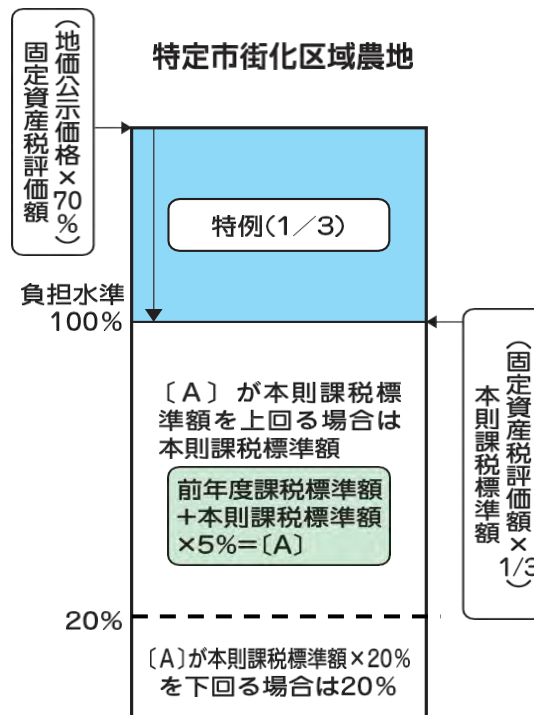 特定市街化区域農地
固定資産税評価額
（地価公示価格×70％）
特例（1／3）
負担水準
100％
〔A〕が本則課税標
準額を上回る場合は
本則課税標準額
前年度課税標準額
＋本則課税標準額
×5％＝〔A〕
本則課税標準額
（固定資産税評価額×1/3）
20％
〔A〕が本則課税標準額×20％
を下回る場合は20％